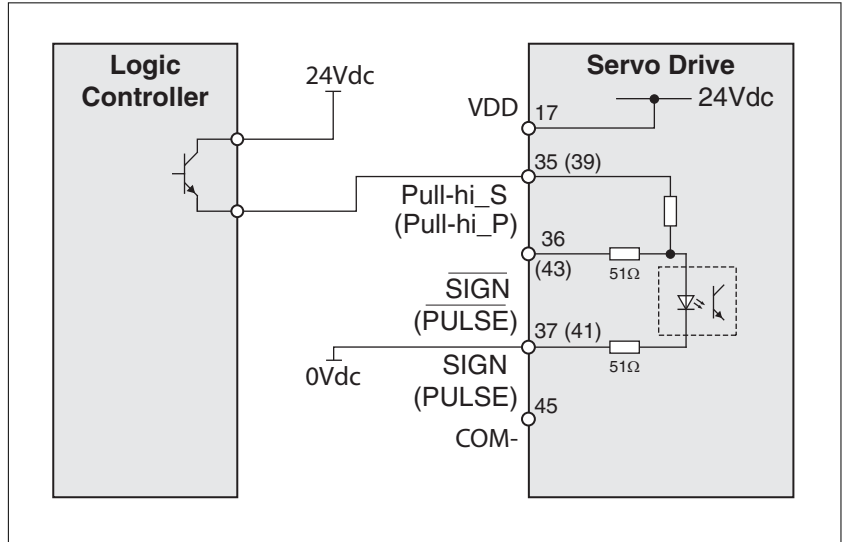 Logic
Controller
24Vdc
Servo Drive
VDD
17
24Vdc
35 (39)
Pull-hi_S
(Pull-hi_P)
36
(43)
51Ω
SIGN
(PULSE)
37 (41)
0Vdc
SIGN
51Ω
(PULSE)
45
COM-